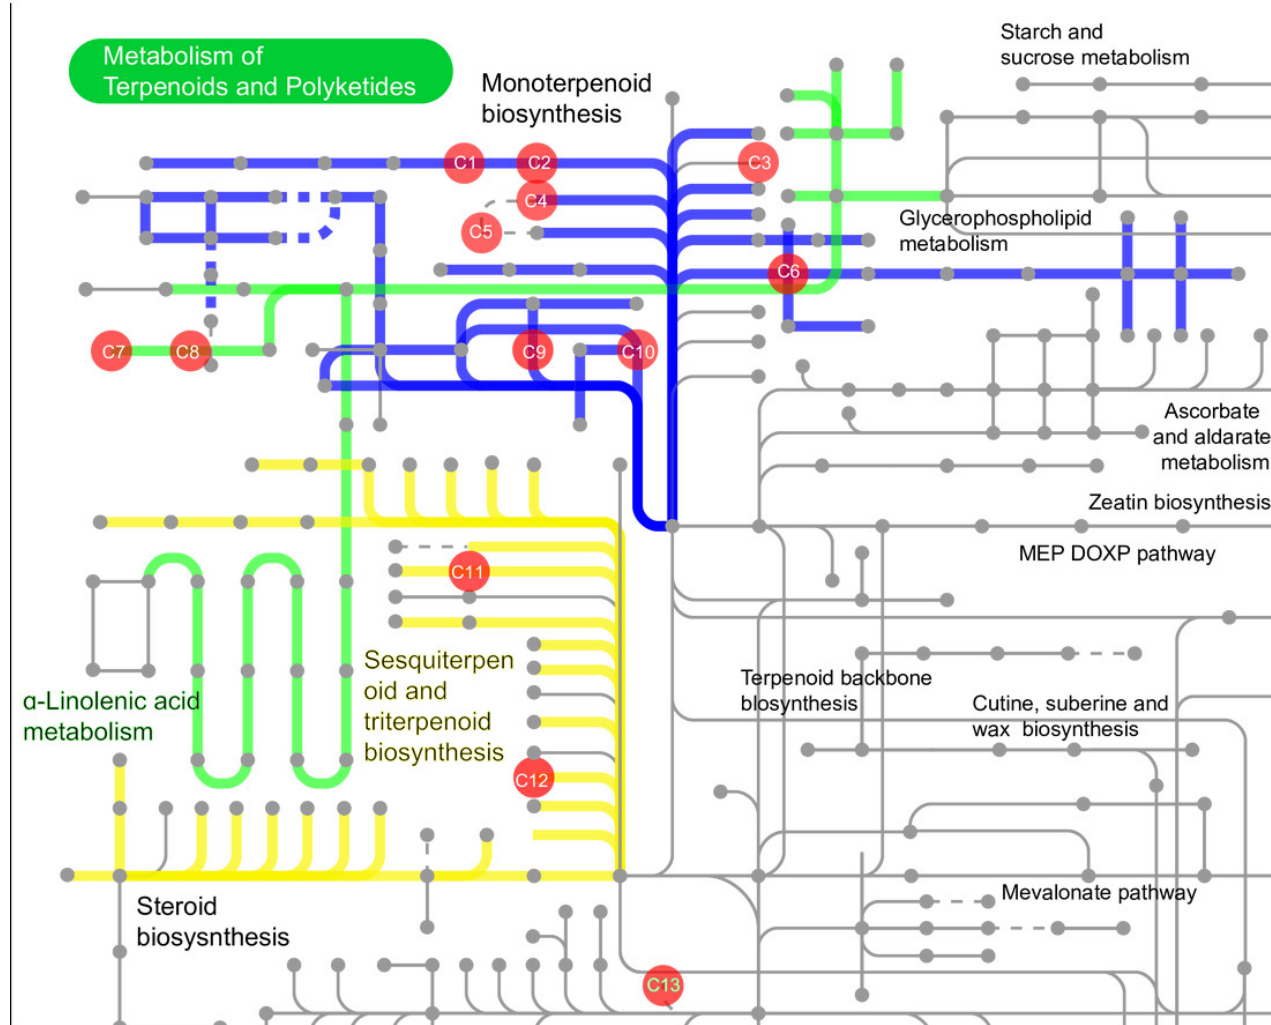 Metabolism of
Terpenoids and Polyketides
Monoterpenoid
biosynthesis
Starch and
sucrose metabolism
C1
C2
C3
C4
C5
Glycerophospholipid
metabolism
C6
C7
C8
C9
C10
Ascorbate
and aldarate
metabolism
Zeatin biosynthesis
MEP DOXP pathway
C11
Sesquiterpen
oid and
triterpenoid
biosynthesis
α-Linolenic acid
metabolism
Terpenoid backbone
bIosynthesis
Cutine, suberine and
wax biosynthesis
C12
Steroid
biosysnthesis
Mevalonate pathway
C13